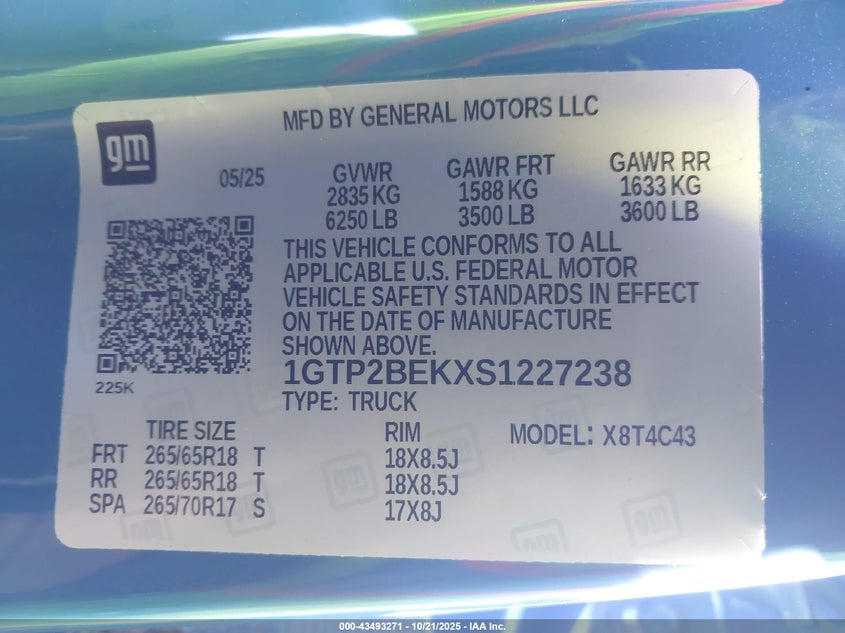 MFD BY GENERAL MOTORS LLC
gm
05/25
GVWR GAWR FRT GAWR RR
2835 KG 1588 KG 1633 KG
6250 LB 3500 LB 3600 LB
THIS VEHICLE CONFORMS TO ALL
APPLICABLE U.S. FEDERAL MOTOR
VEHICLE SAFETY STANDARDS IN EFFECT
ON THE DATE OF MANUFACTURE
SHOWN ABOVE.
225K
1GTP2BEKXS1227238
TYPE: TRUCK
TIRE SIZE RIM MODEL: X8T4C43
FRT 265/65R18 T 18X8.5J
RR 265/65R18 T 18X8.5J
SPA 265/70R17 S 17X8J
000-43493271 - 10/21/2025 - IAA Inc.